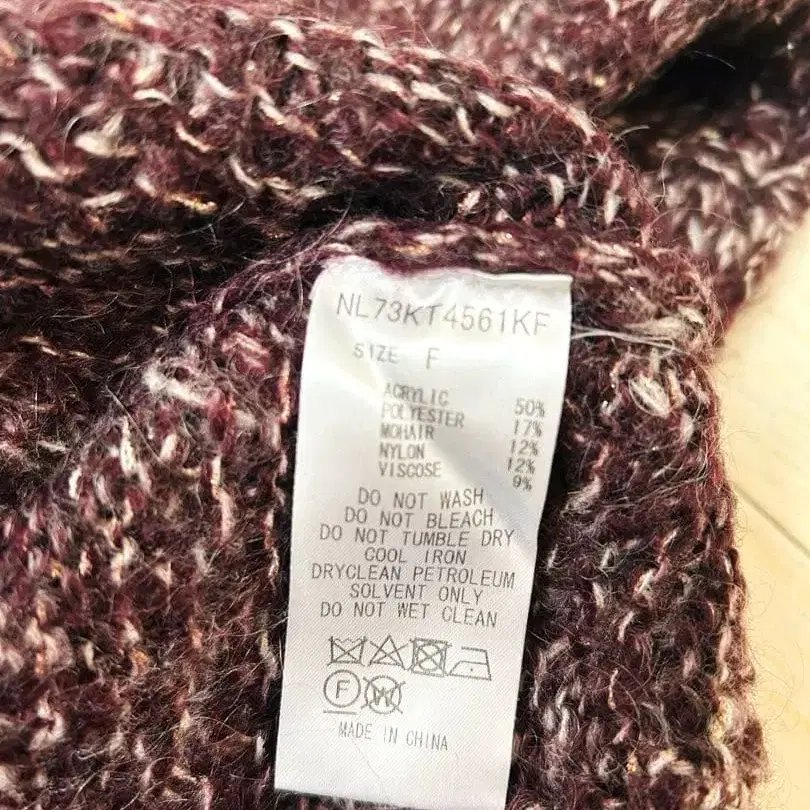 NL73KT4561KF
SIZE F
ACRYLIC 50%
POLYESTER 17%
MOHAIR 12%
NYLON 12%
VISCOSE 9%
DO NOT WASH
DO NOT BLEACH
DO NOT TUMBLE DRY
COOL IRON
DRYCLEAN PETROLEUM
SOLVENT ONLY
DO NOT WET CLEAN
F W
MADE IN CHINA